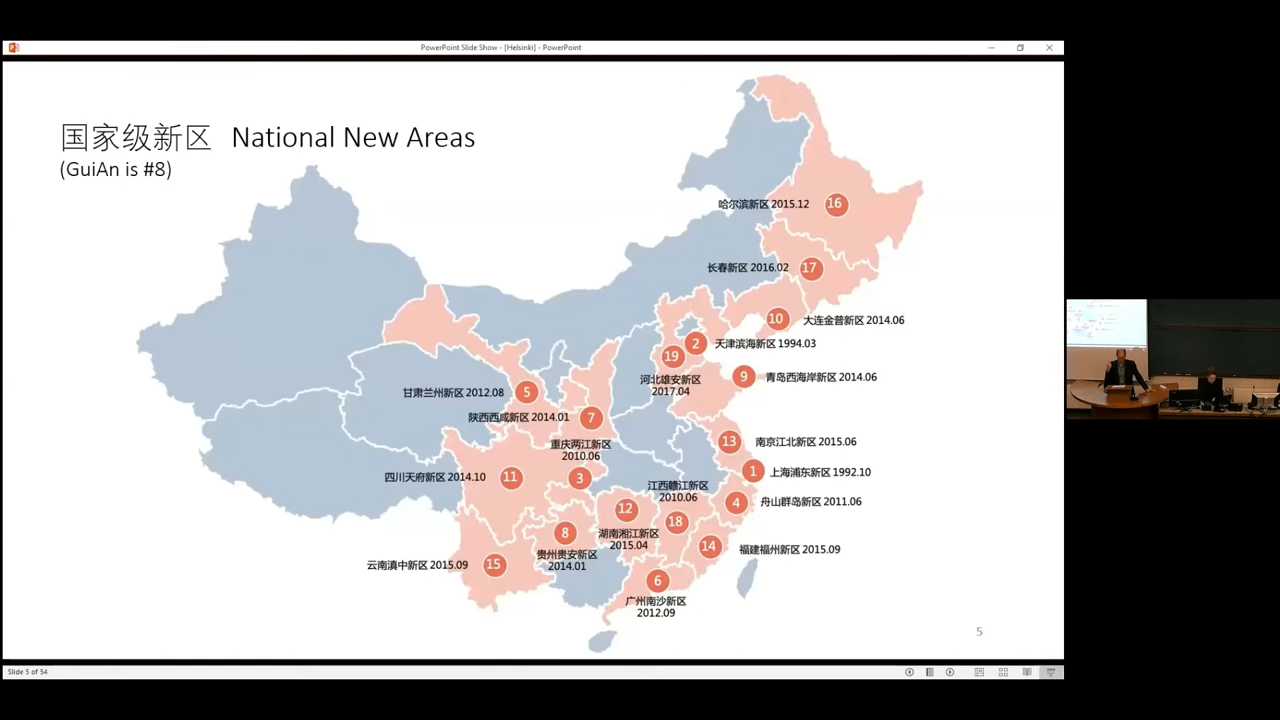 PowerPoint Slide Show - [Helsinki] - PowerPoint
国家级新区 National New Areas
(GuiAn is #8)
哈尔滨新区 2015.12
16
长春新区 2016.02
17
10
大连金普新区 2014.06
2
天津滨海新区 1994.03
19
河北雄安新区
2017.04
9
青岛西海岸新区 2014.06
甘肃兰州新区 2012.08
5
陕西西咸新区 2014.01
7
重庆两江新区
2010.06
3
13
南京江北新区 2015.06
1
上海浦东新区 1992.10
四川天府新区 2014.10
11
江西赣江新区
2010.06
18
4
舟山群岛新区 2011.06
12
湖南湘江新区
2015.04
8
贵州贵安新区
2014.01
14
福建福州新区 2015.09
云南滇中新区 2015.09
15
6
广州南沙新区
2012.09
5
Slide 5 of 54